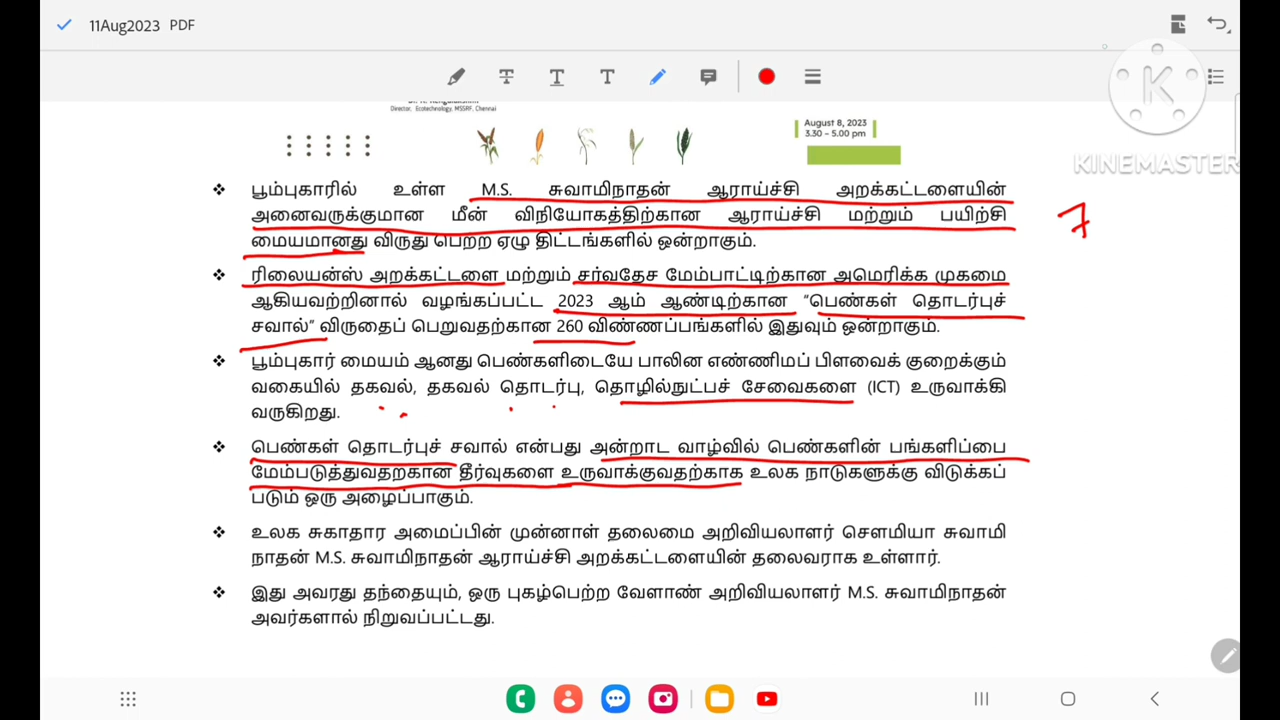 11Aug2023 PDF
Director, Ecotechnology, MSSRF, Chennai
August 8, 2023
3.30 – 5.00 pm
KINEMASTER
❖ பூம்புகாரில் உள்ள M.S. சுவாமிநாதன் ஆராய்ச்சி அறக்கட்டளையின்
அனைவருக்குமான மீன் விநியோகத்திற்கான ஆராய்ச்சி மற்றும் பயிற்சி
7
மையமானது விருது பெற்ற ஏழு திட்டங்களில் ஒன்றாகும்.
❖ ரிலையன்ஸ் அறக்கட்டளை மற்றும் சர்வதேச மேம்பாட்டிற்கான அமெரிக்க முகமை
ஆகியவற்றினால் வழங்கப்பட்ட 2023 ஆம் ஆண்டிற்கான “பெண்கள் தொடர்புச்
சவால்” விருதைப் பெறுவதற்கான 260 விண்ணப்பங்களில் இதுவும் ஒன்றாகும்.
❖ பூம்புகார் மையம் ஆனது பெண்களிடையே பாலின எண்ணிமப் பிளவைக் குறைக்கும்
வகையில் தகவல், தகவல் தொடர்பு, தொழில்நுட்பச் சேவைகளை (ICT) உருவாக்கி
வருகிறது.
❖ பெண்கள் தொடர்புச் சவால் என்பது அன்றாட வாழ்வில் பெண்களின் பங்களிப்பை
மேம்படுத்துவதற்கான தீர்வுகளை உருவாக்குவதற்காக உலக நாடுகளுக்கு விடுக்கப்
படும் ஒரு அழைப்பாகும்.
❖ உலக சுகாதார அமைப்பின் முன்னாள் தலைமை அறிவியலாளர் சௌமியா சுவாமி
நாதன் M.S. சுவாமிநாதன் ஆராய்ச்சி அறக்கட்டளையின் தலைவராக உள்ளார்.
❖ இது அவரது தந்தையும், ஒரு புகழ்பெற்ற வேளாண் அறிவியலாளர் M.S. சுவாமிநாதன்
அவர்களால் நிறுவப்பட்டது.